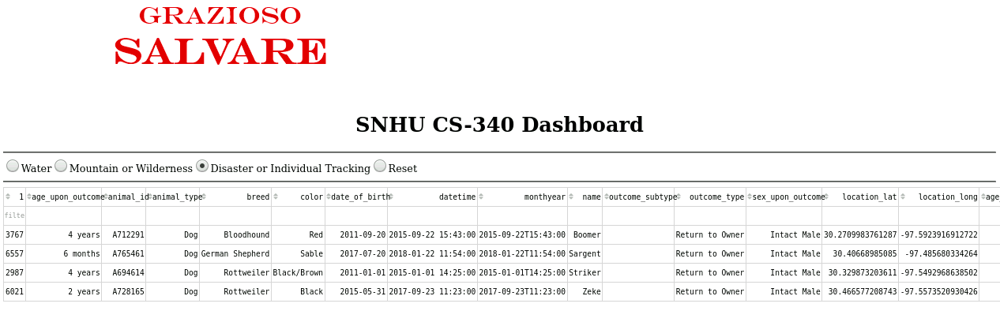 GRAZIOSO
SALVARE
SNHU CS-340 Dashboard
Water Mountain or Wilderness Disaster or Individual Tracking Reset
1 age_upon_outcome animal_id animal_type breed color date_of_birth datetime monthyear name outcome_subtype outcome_type sex_upon_outcome location_lat location_long age_
filte
3767 4 years A712291 Dog Bloodhound Red 2011-09-20 2015-09-22 15:43:00 2015-09-22T15:43:00 Boomer Return to Owner Intact Male 30.2709983761287 -97.5923916912722
6557 6 months A765461 Dog German Shepherd Sable 2017-07-20 2018-01-22 11:54:00 2018-01-22T11:54:00 Sargent Return to Owner Intact Male 30.40668985085 -97.485680334264
2987 4 years A694614 Dog Rottweiler Black/Brown 2011-01-01 2015-01-01 14:25:00 2015-01-01T14:25:00 Striker Return to Owner Intact Male 30.329873203611 -97.5492968638502
6021 2 years A728165 Dog Rottweiler Black 2015-05-31 2017-09-23 11:23:00 2017-09-23T11:23:00 Zeke Return to Owner Intact Male 30.466577208743 -97.5573520930426